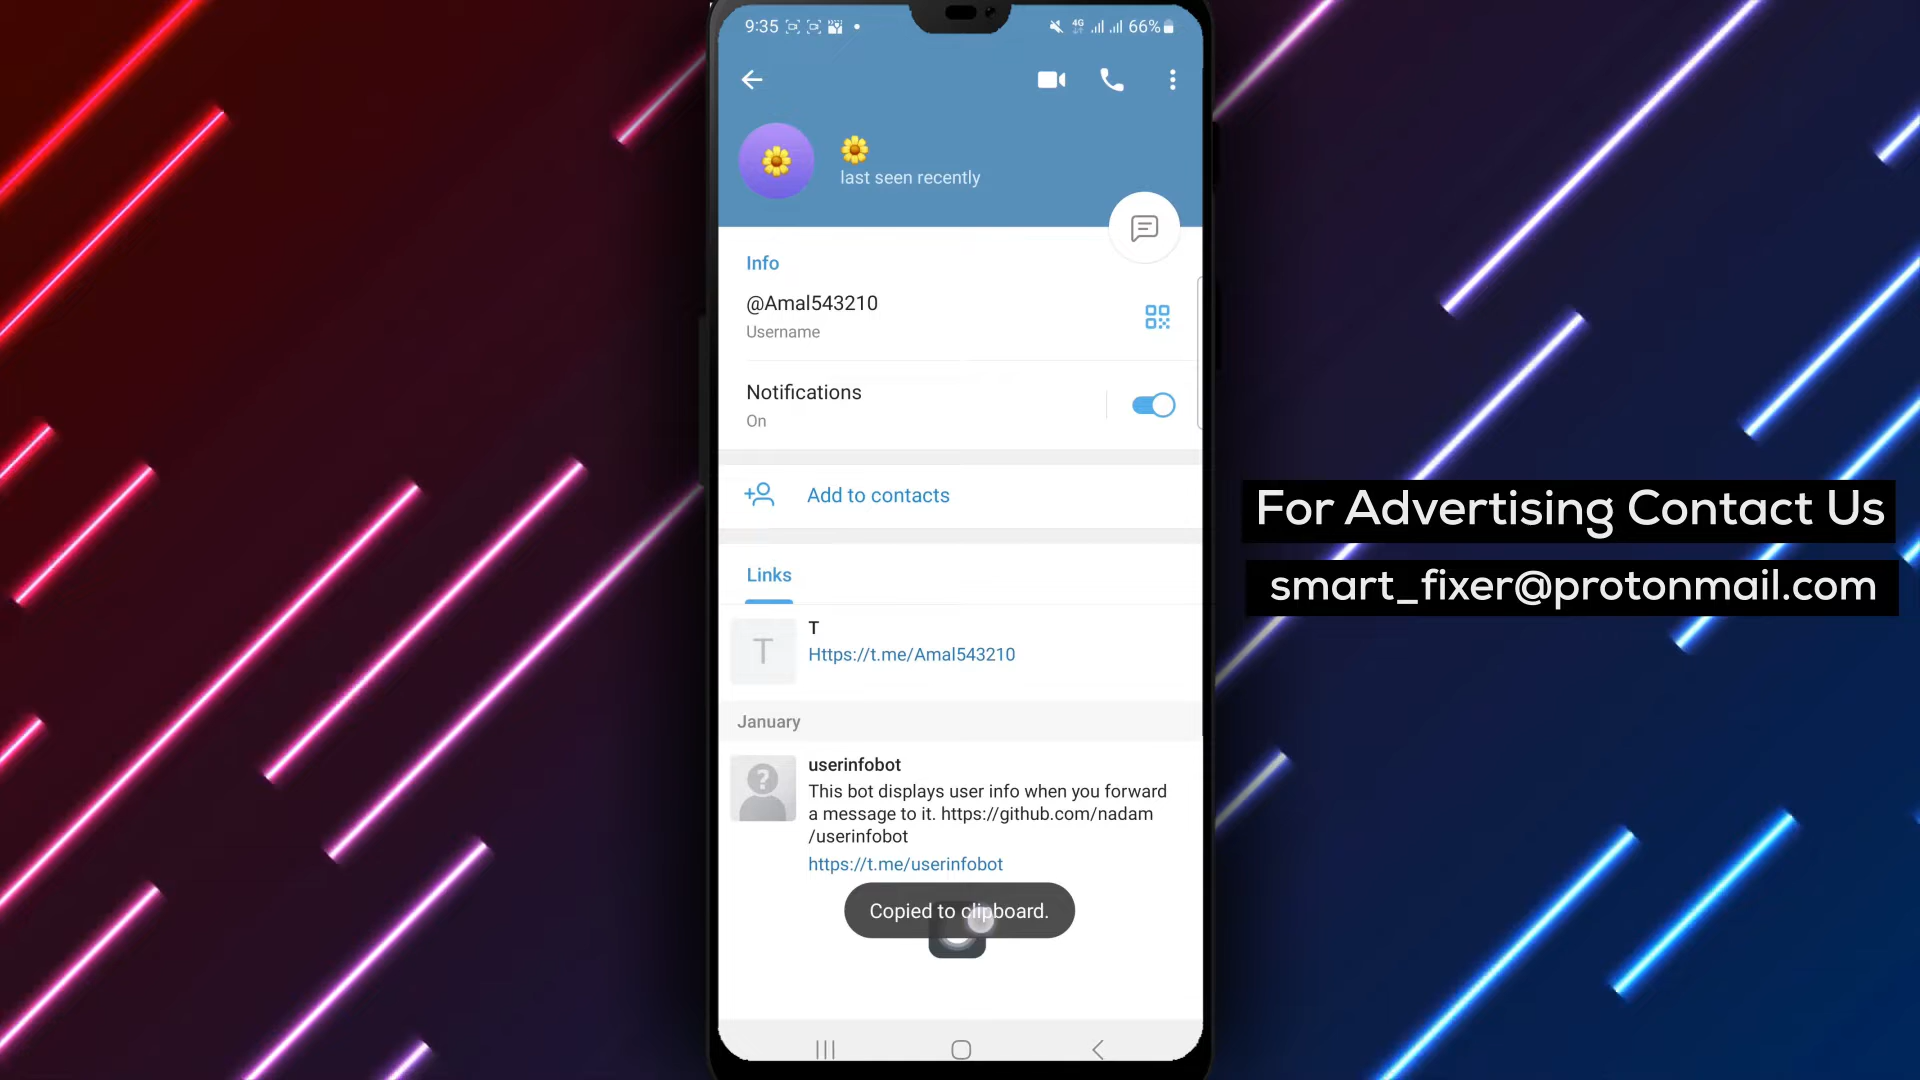 9:35
4G
66%
last seen recently
Info
@Amal543210
Username
Notifications
On
Add to contacts
Links
T
T
Https://t.me/Amal543210
January
userinfobot
This bot displays user info when you forward
a message to it. https://github.com/nadam
/userinfobot
https://t.me/userinfobot
Copied to clipboard.
For Advertising Contact Us
smart_fixer@protonmail.com